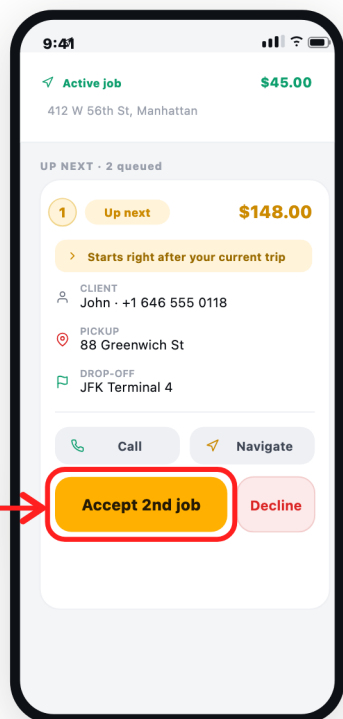 9:41
Active job $45.00
412 W 56th St, Manhattan
UP NEXT · 2 queued
1 Up next $148.00
Starts right after your current trip
CLIENT
John · +1 646 555 0118
PICKUP
88 Greenwich St
DROP-OFF
JFK Terminal 4
Call Navigate
Accept 2nd job Decline